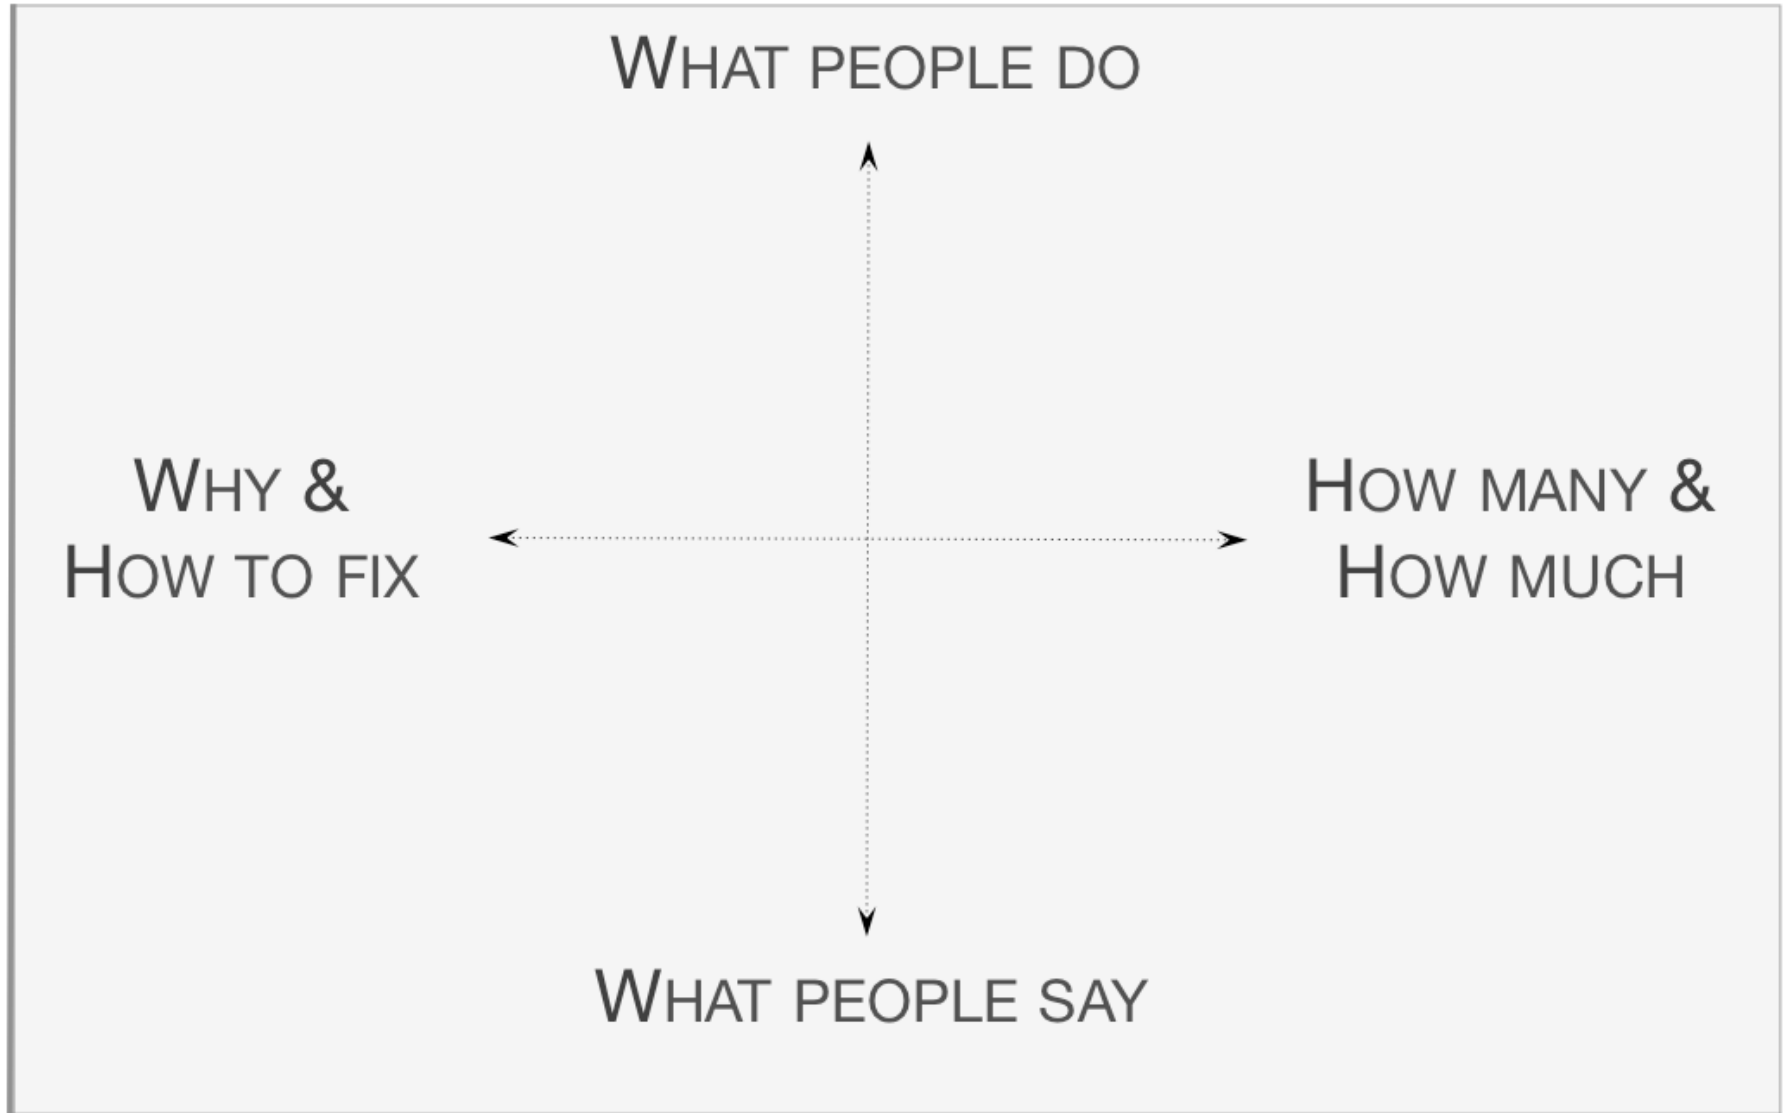 WHAT PEOPLE DO
WHY &
HOW TO FIX
HOW MANY &
HOW MUCH
WHAT PEOPLE SAY